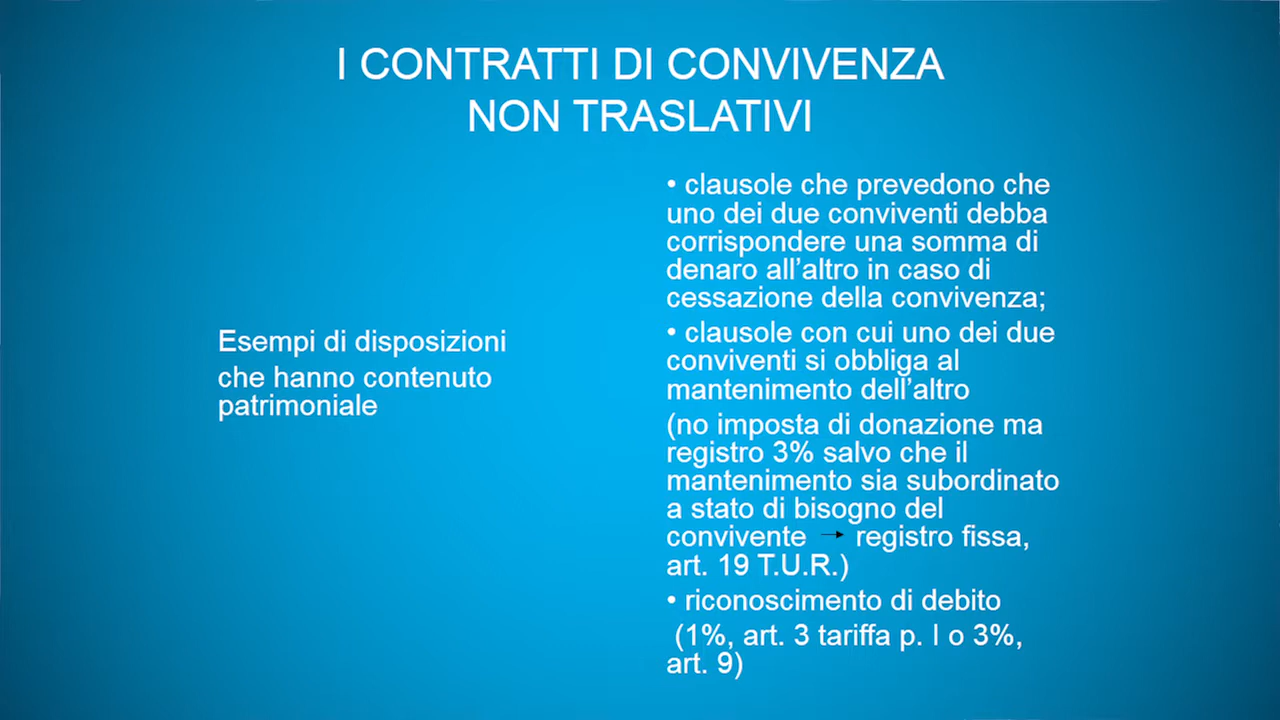 I CONTRATTI DI CONVIVENZA
NON TRASLATIVI
Esempi di disposizioni
che hanno contenuto
patrimoniale
• clausole che prevedono che
uno dei due conviventi debba
corrispondere una somma di
denaro all’altro in caso di
cessazione della convivenza;
• clausole con cui uno dei due
conviventi si obbliga al
mantenimento dell’altro
(no imposta di donazione ma
registro 3% salvo che il
mantenimento sia subordinato
a stato di bisogno del
convivente → registro fissa,
art. 19 T.U.R.)
• riconoscimento di debito
(1%, art. 3 tariffa p. I o 3%,
art. 9)